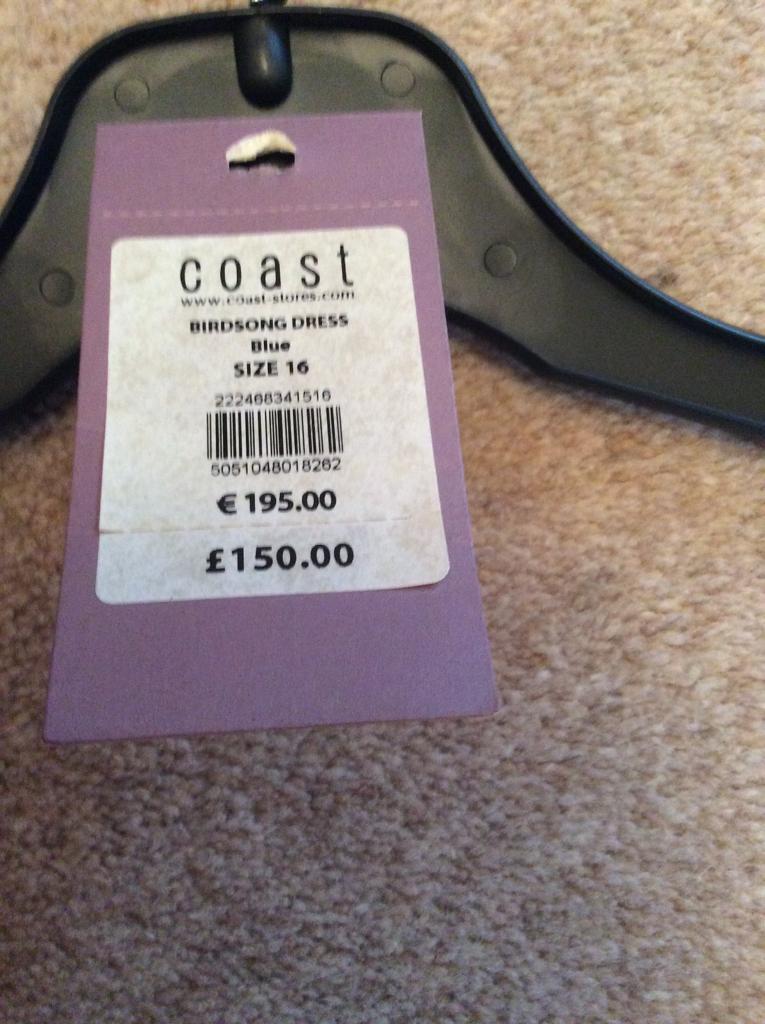 coast
www.coast-stores.com
BIRDSONG DRESS
Blue
SIZE 16
222468341516
5051048018262
€ 195.00
£150.00